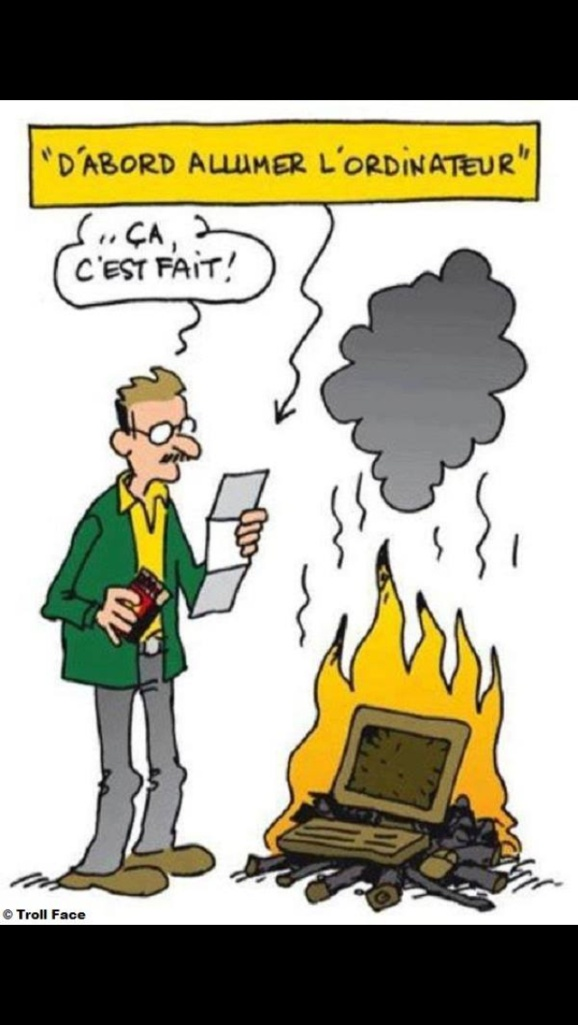 "D'ABORD ALLUMER L'ORDINATEUR"
.. ÇA,
C'EST FAIT!
© Troll Face